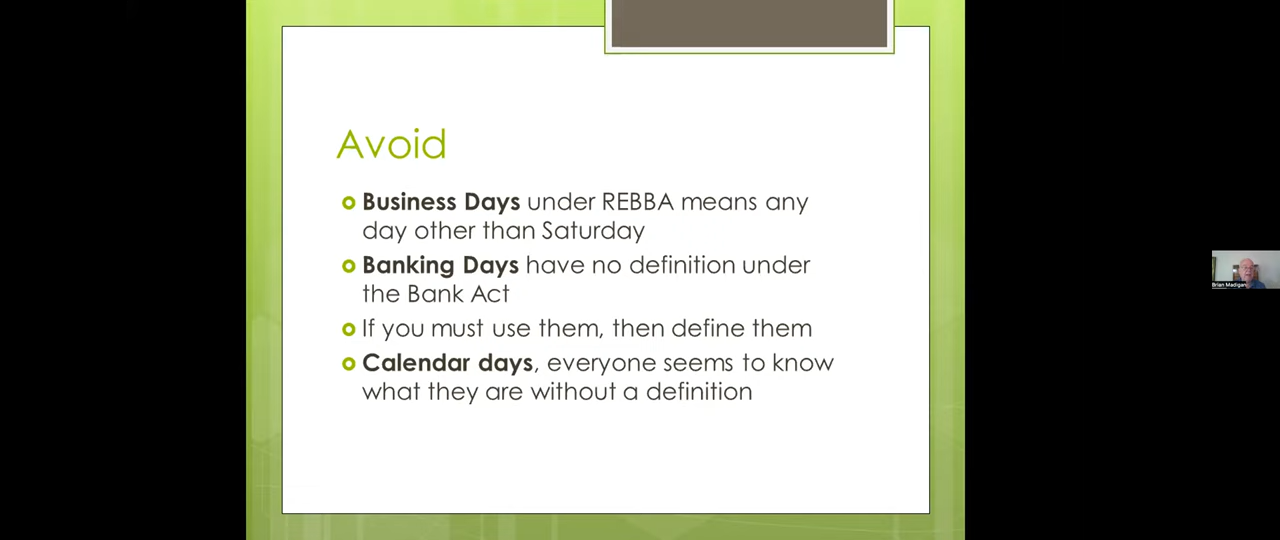 Avoid
Business Days under REBBA means any
day other than Saturday
Banking Days have no definition under
the Bank Act
If you must use them, then define them
Calendar days, everyone seems to know
what they are without a definition
Brian Madigan